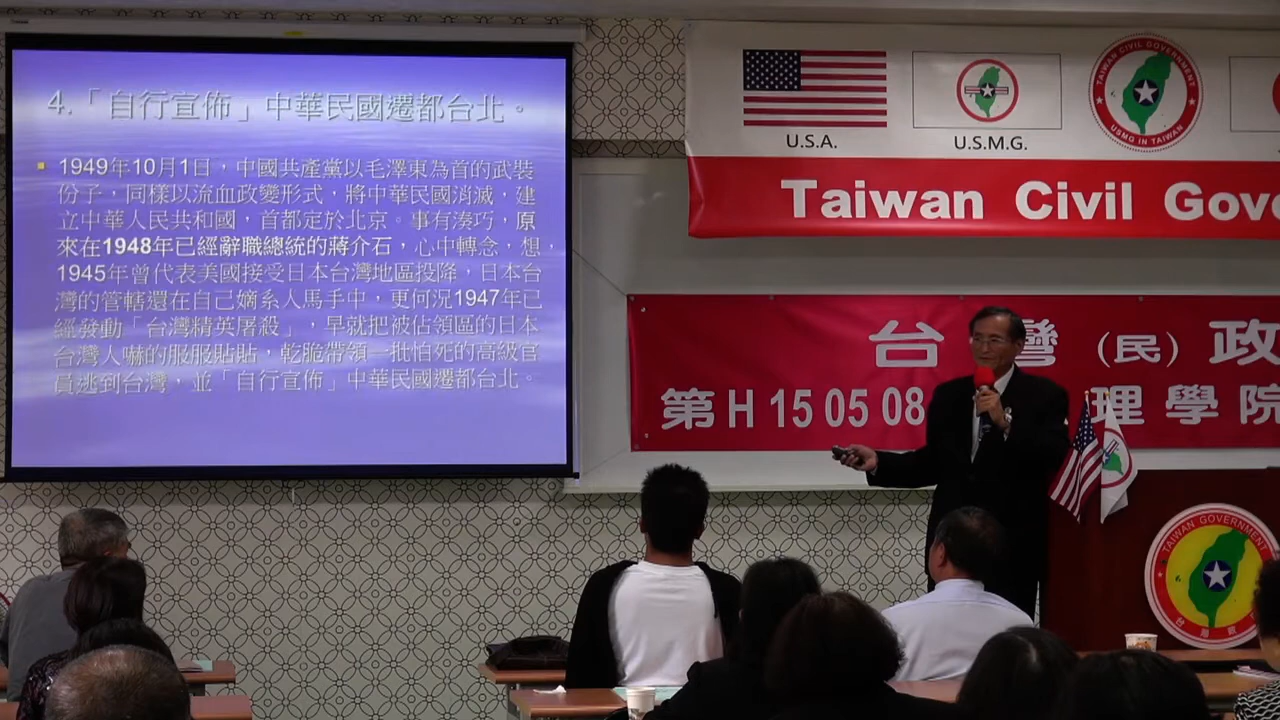 4.「自行宣佈」中華民國遷都台北。
1949年10月1日，中國共產黨以毛澤東為首的武裝
份子，同樣以流血政變形式，將中華民國消滅，建
立中華人民共和國，首都定於北京。事有湊巧，原
來在1948年已經辭職總統的蔣介石，心中轉念，想，
1945年曾代表美國接受日本台灣地區投降，日本台
灣的管轄還在自己嫡系人馬手中，更何況1947年已
經發動「台灣精英屠殺」，早就把被佔領區的日本
台灣人嚇的服服貼貼，乾脆帶領一批怕死的高級官
員逃到台灣，並「自行宣佈」中華民國遷都台北。
U.S.A.
U.S.M.G.
TAIWAN CIVIL GOVERNMENT
USMG IN TAIWAN
Taiwan Civil Gove
台灣（民）政
第H 15 05 08
理學院
TAIWAN GOVERNMENT